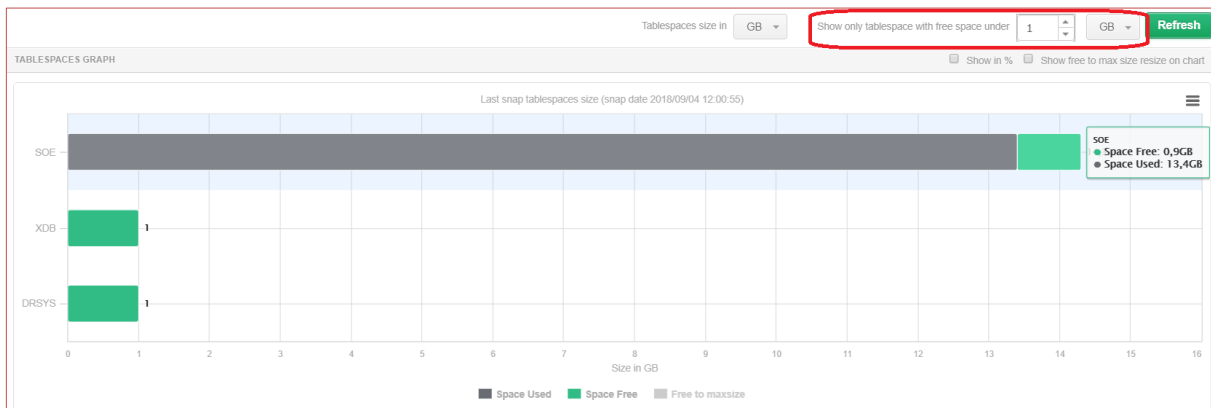 Tablespaces size in GB Show only tablespace with free space under 1 GB Refresh
TABLESPACES GRAPH Show in % Show free to max size resize on chart
Last snap tablespaces size (snap date 2018/09/04 12:00:55)
SOE
SOE
Space Free: 0,9GB
Space Used: 13,4GB
XDB 1
DRSYS 1
0 1 2 3 4 5 6 7 8 9 10 11 12 13 14 15 16
Size in GB
Space Used Space Free Free to maxsize